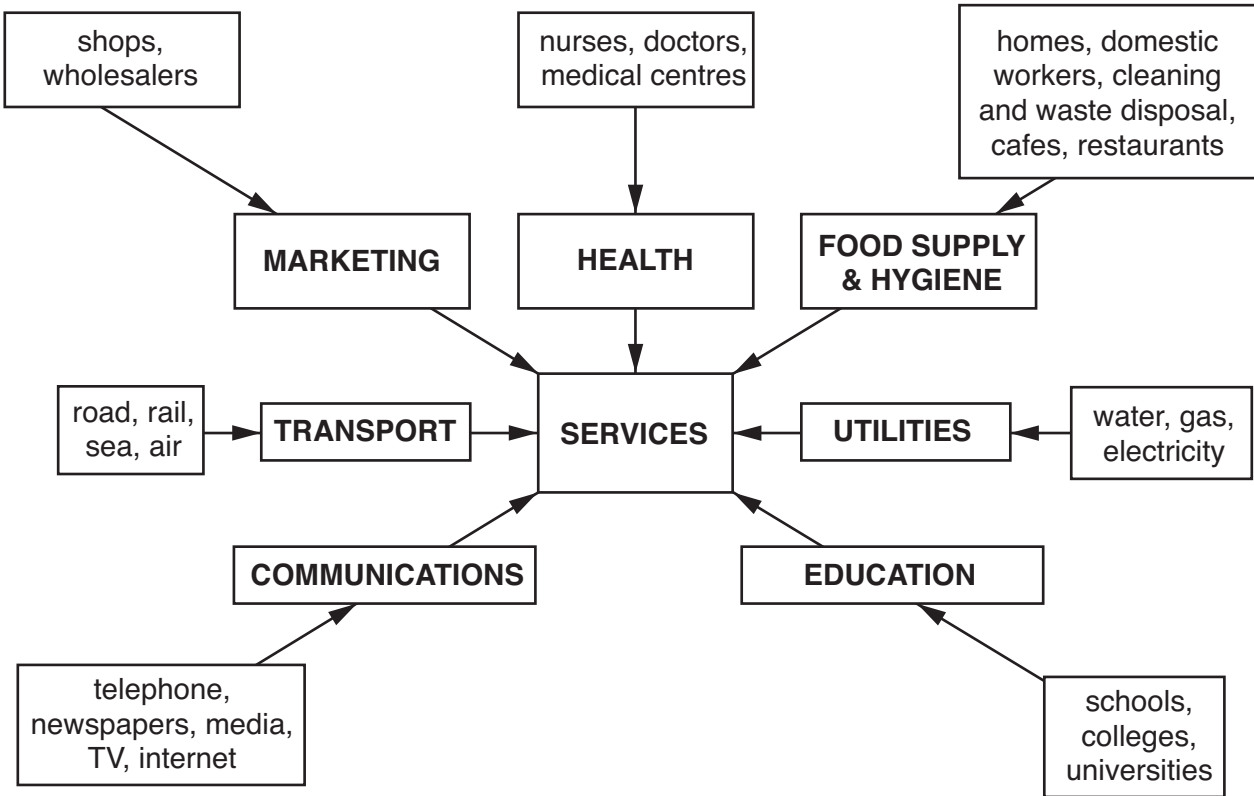 shops,
wholesalers
nurses, doctors,
medical centres
homes, domestic
workers, cleaning
and waste disposal,
cafes, restaurants
MARKETING
HEALTH
FOOD SUPPLY
& HYGIENE
road, rail,
sea, air
TRANSPORT
SERVICES
UTILITIES
water, gas,
electricity
COMMUNICATIONS
EDUCATION
telephone,
newspapers, media,
TV, internet
schools,
colleges,
universities